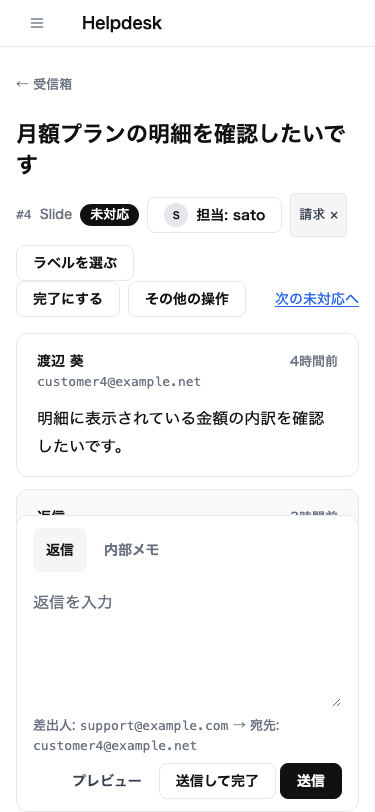 Helpdesk
← 受信箱
月額プランの明細を確認したいで
す
#4 Slide 未対応 S 担当: sato 請求 ×
ラベルを選ぶ
完了にする その他の操作 次の未対応へ
渡辺 葵 4時間前
customer4@example.net
明細に表示されている金額の内訳を確認
したいです。
返信
返信 内部メモ
返信を入力
差出人: support@example.com → 宛先:
customer4@example.net
プレビュー 送信して完了 送信